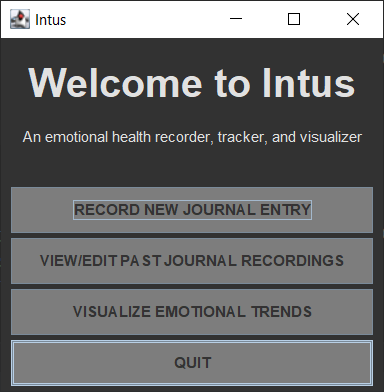 Intus
Welcome to Intus
An emotional health recorder, tracker, and visualizer
RECORD NEW JOURNAL ENTRY
VIEW/EDIT PAST JOURNAL RECORDINGS
VISUALIZE EMOTIONAL TRENDS
QUIT